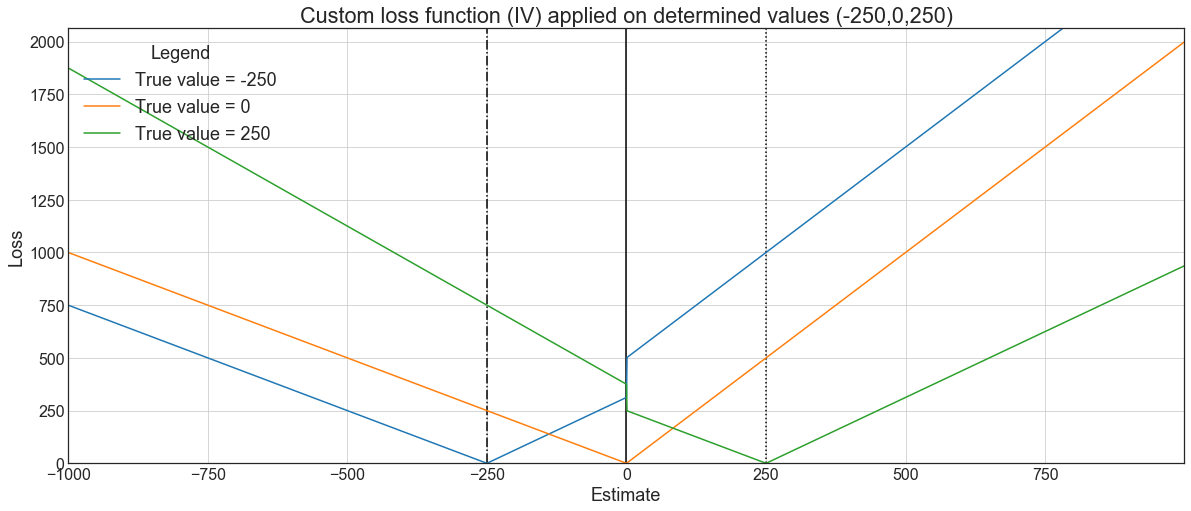 Custom loss function (IV) applied on determined values (-250,0,250)
2000
1750
1500
1250
1000
750
500
250
0
Loss
Legend
True value = -250
True value = 0
True value = 250
−1000 −750 −500 −250 0 250 500 750
Estimate